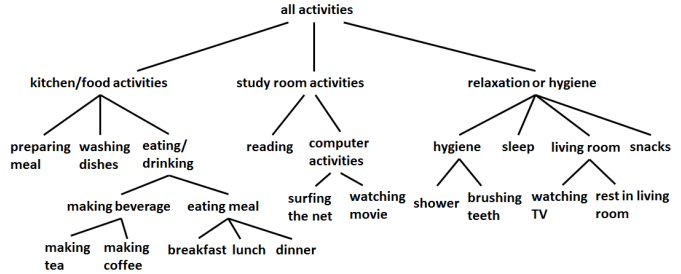 all activities
kitchen/food activities
study room activities
relaxation or hygiene
preparing meal
washing dishes
eating/ drinking
reading
computer activities
hygiene
sleep
living room
snacks
making beverage
eating meal
surfing the net
watching movie
shower
brushing teeth
watching TV
rest in living room
making tea
making coffee
breakfast
lunch
dinner